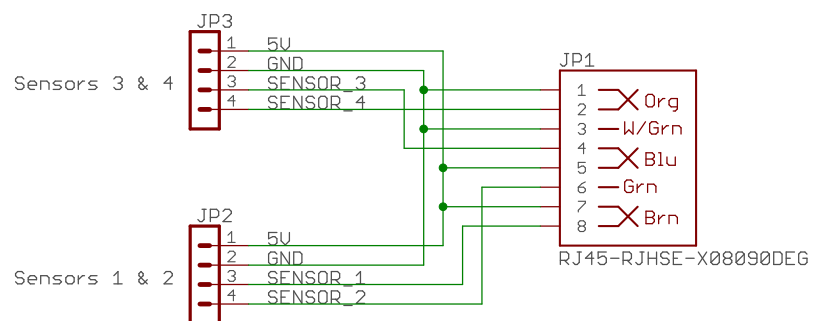 JP3
1 5V
2 GND
3 SENSOR_3
4 SENSOR_4
Sensors 3 & 4
JP1
1
2 Org
3 W/Grn
4
5 Blu
6 Grn
7
8 Brn
RJ45-RJHSE-X08090DEG
JP2
1 5V
2 GND
3 SENSOR_1
4 SENSOR_2
Sensors 1 & 2